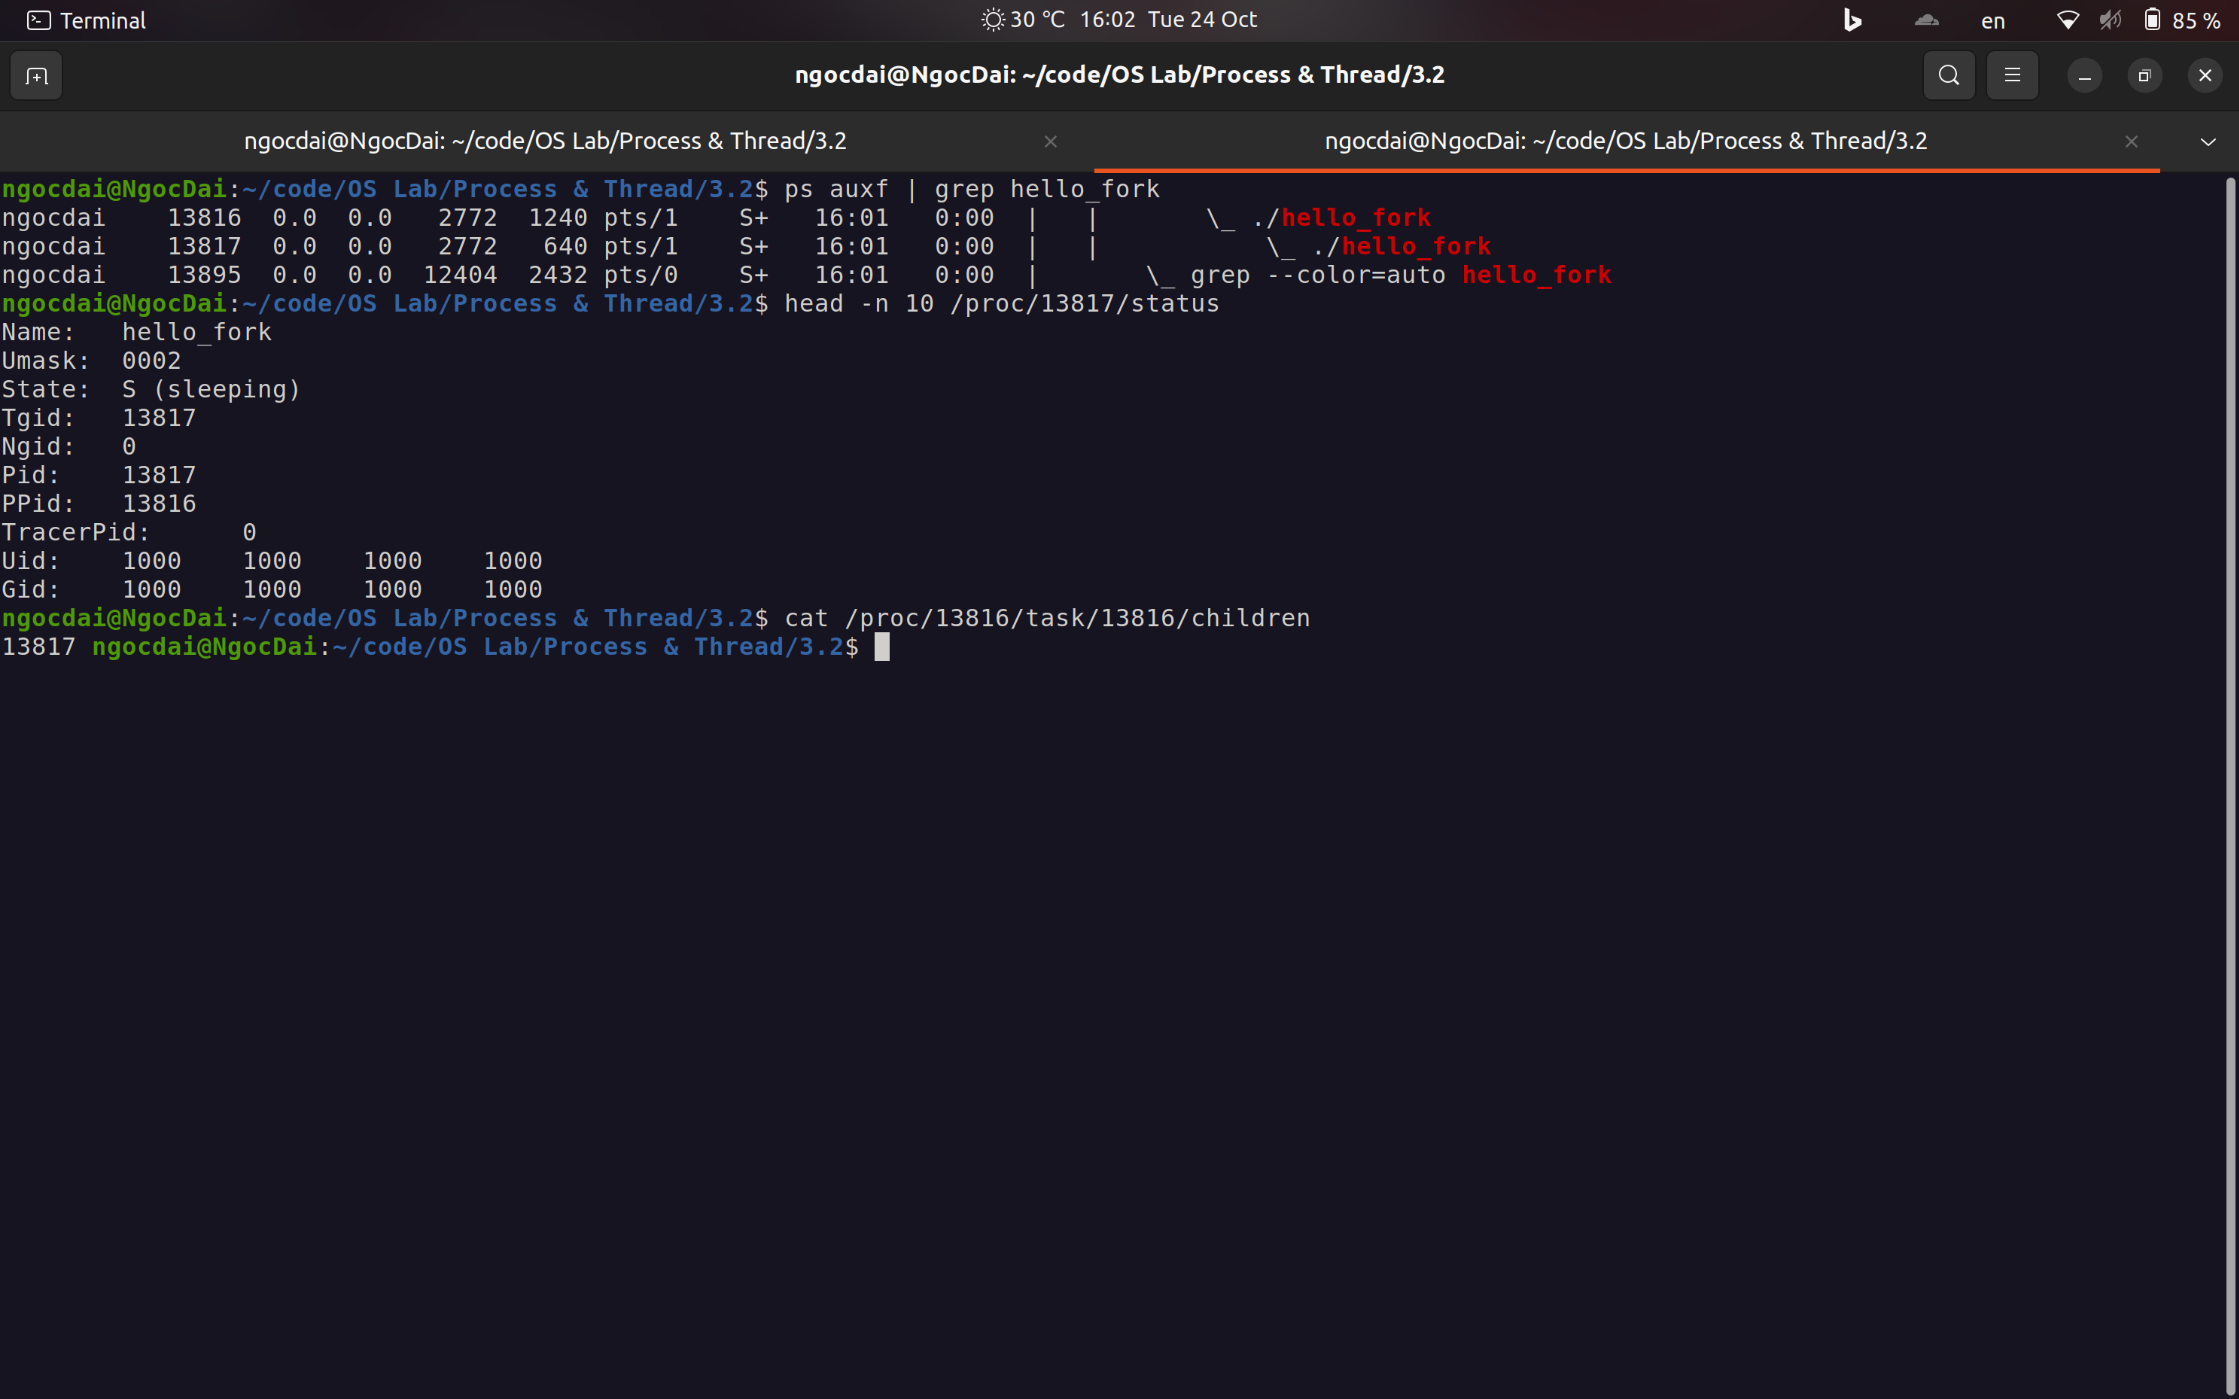 Terminal
30 °C 16:02 Tue 24 Oct
en
85 %
ngocdai@NgocDai: ~/code/OS Lab/Process & Thread/3.2
ngocdai@NgocDai: ~/code/OS Lab/Process & Thread/3.2
ngocdai@NgocDai: ~/code/OS Lab/Process & Thread/3.2
ngocdai@NgocDai:~/code/OS Lab/Process & Thread/3.2$ ps auxf | grep hello_fork
ngocdai    13816  0.0  0.0   2772  1240 pts/1    S+   16:01   0:00  |   |       \_ ./hello_fork
ngocdai    13817  0.0  0.0   2772   640 pts/1    S+   16:01   0:00  |   |           \_ ./hello_fork
ngocdai    13895  0.0  0.0  12404  2432 pts/0    S+   16:01   0:00  |       \_ grep --color=auto hello_fork
ngocdai@NgocDai:~/code/OS Lab/Process & Thread/3.2$ head -n 10 /proc/13817/status
Name:   hello_fork
Umask:  0002
State:  S (sleeping)
Tgid:   13817
Ngid:   0
Pid:    13817
PPid:   13816
TracerPid:      0
Uid:    1000    1000    1000    1000
Gid:    1000    1000    1000    1000
ngocdai@NgocDai:~/code/OS Lab/Process & Thread/3.2$ cat /proc/13816/task/13816/children
13817 ngocdai@NgocDai:~/code/OS Lab/Process & Thread/3.2$